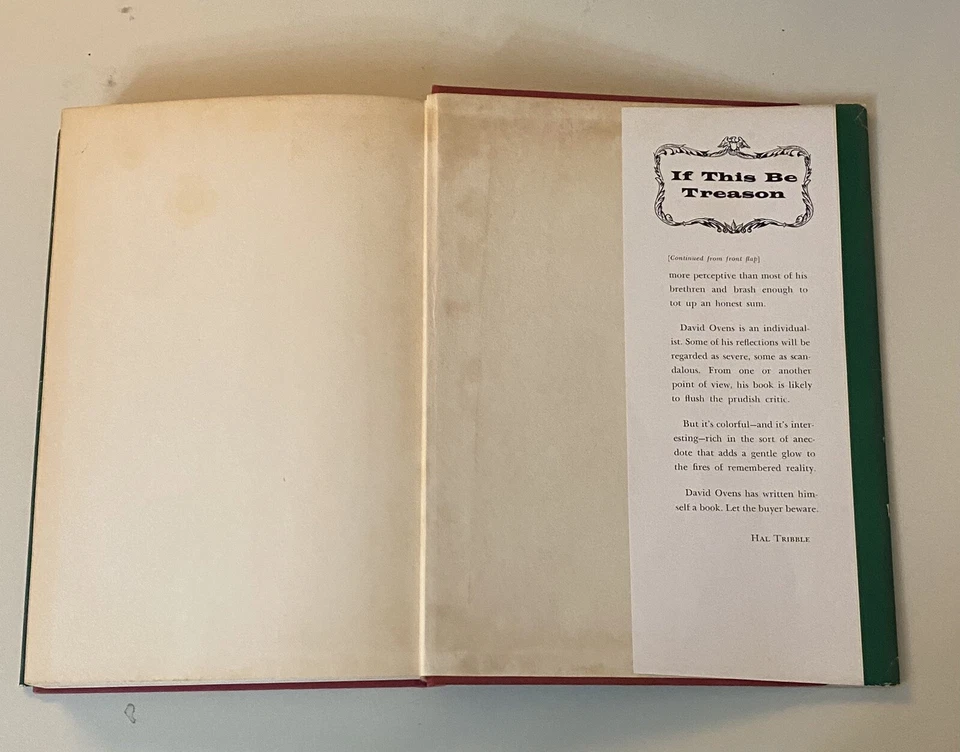 If This Be
Treason
[Continued from front flap]
more perceptive than most of his
brethren and brash enough to
tot up an honest sum.
David Ovens is an individual-
ist. Some of his reflections will be
regarded as severe, some as scan-
dalous. From one or another
point of view, his book is likely
to flush the prudish critic.
But it's colorful—and it's inter-
esting—rich in the sort of anec-
dote that adds a gentle glow to
the fires of remembered reality.
David Ovens has written him-
self a book. Let the buyer beware.
HAL TRIBBLE